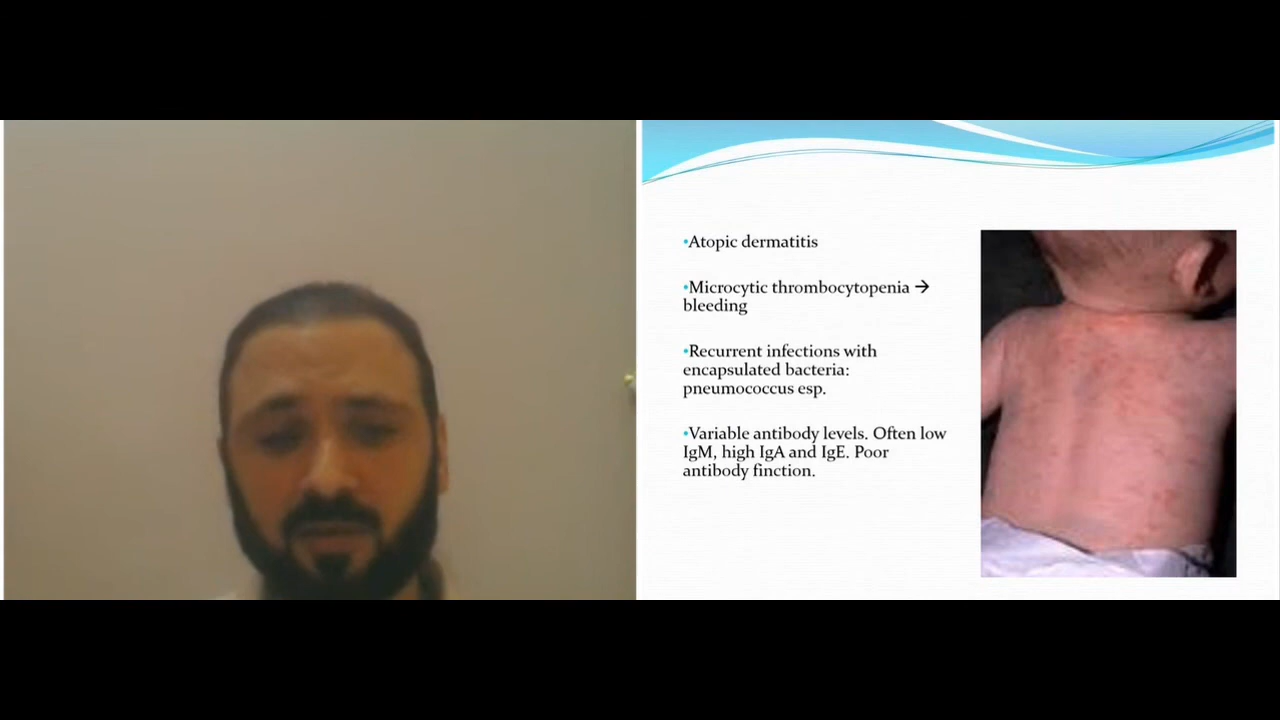 •Atopic dermatitis
•Microcytic thrombocytopenia →
bleeding
•Recurrent infections with
encapsulated bacteria:
pneumococcus esp.
•Variable antibody levels. Often low
IgM, high IgA and IgE. Poor
antibody finction.